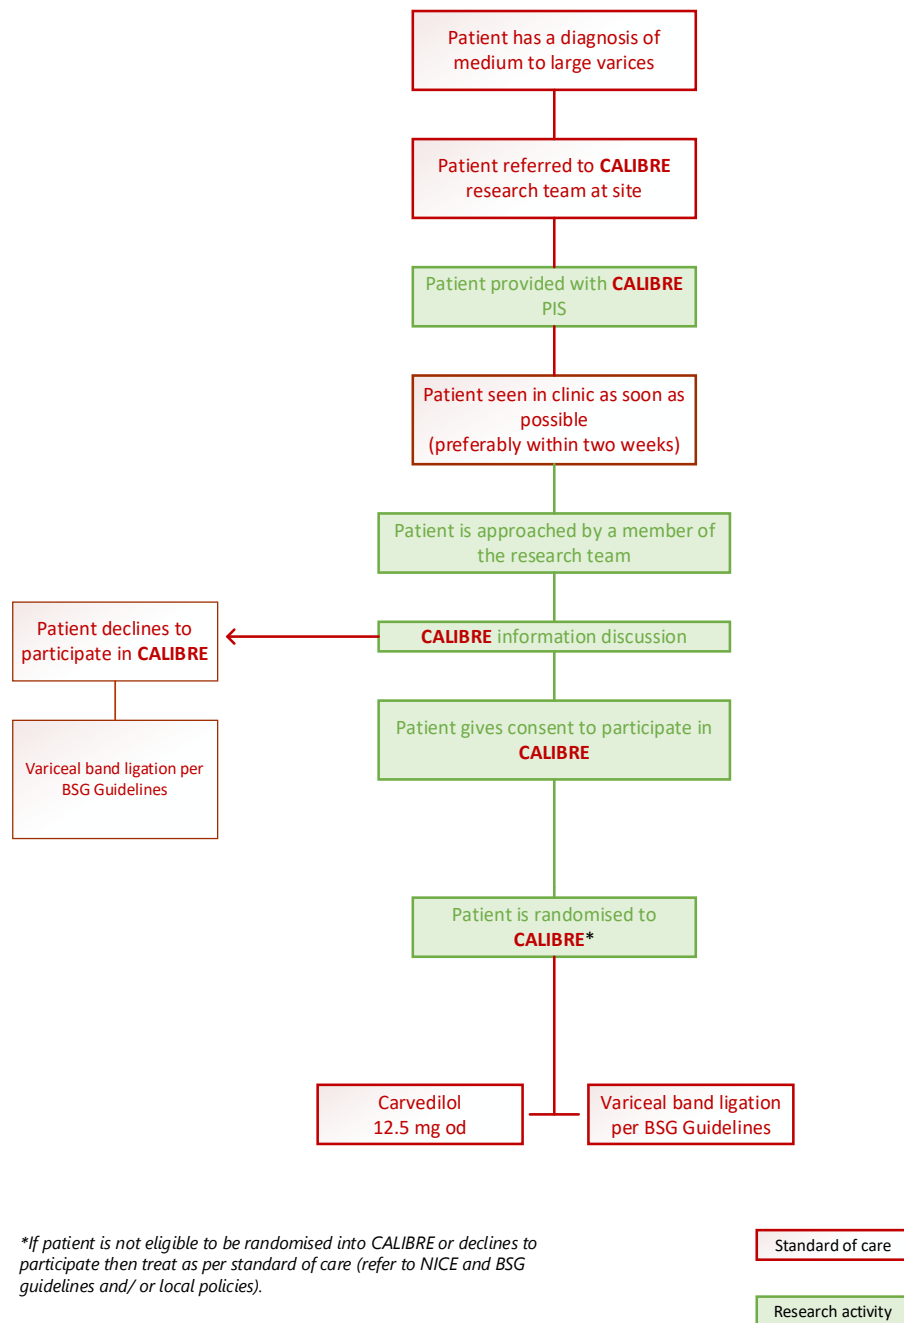 Patient has a diagnosis of
medium to large varices
Patient referred to CALIBRE
research team at site
Patient provided with CALIBRE
PIS
Patient seen in clinic as soon as
possible
(preferably within two weeks)
Patient is approached by a member of
the research team
CALIBRE information discussion
Patient declines to
participate in CALIBRE
Variceal band ligation per
BSG Guidelines
Patient gives consent to participate in
CALIBRE
Patient is randomised to
CALIBRE*
Carvedilol
12.5 mg od
Variceal band ligation
per BSG Guidelines
*If patient is not eligible to be randomised into CALIBRE or declines to
participate then treat as per standard of care (refer to NICE and BSG
guidelines and/ or local policies).
Standard of care
Research activity